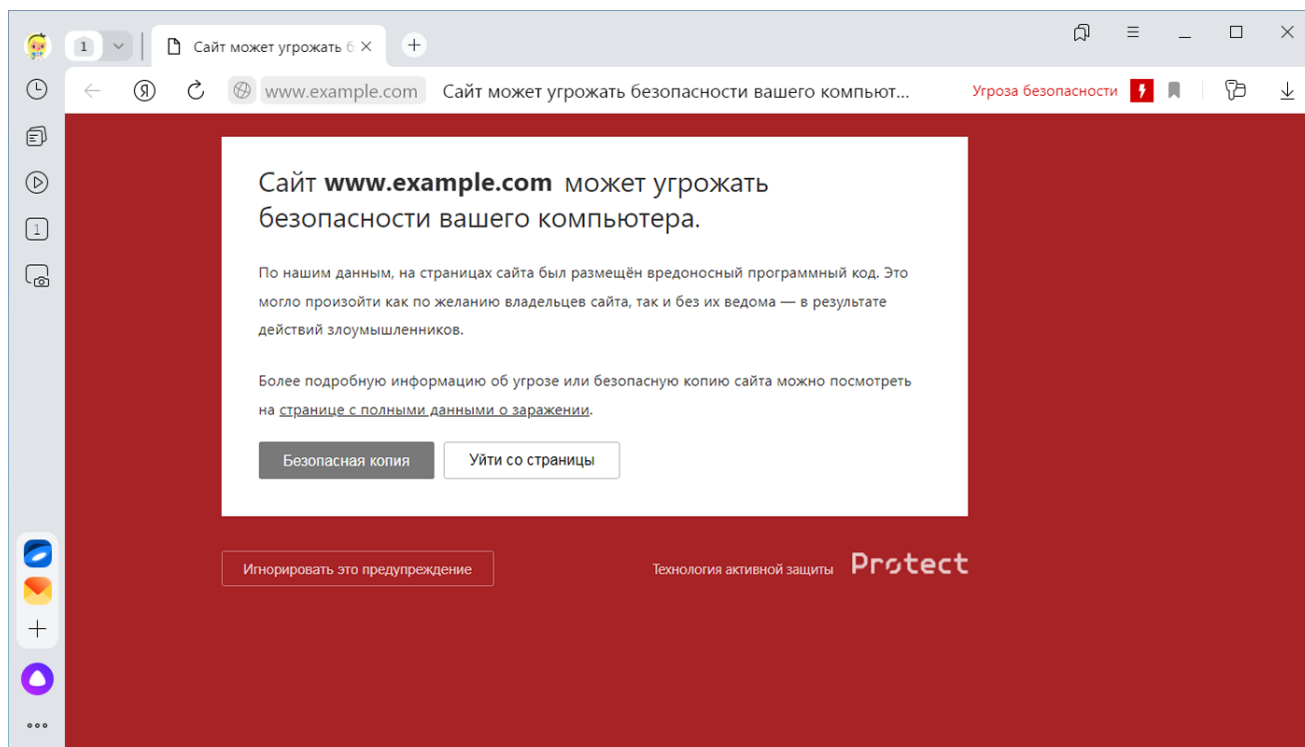 1
Сайт может угрожать б
Я
www.example.com
Сайт может угрожать безопасности вашего компьют...
Угроза безопасности
1
Сайт www.example.com может угрожать
безопасности вашего компьютера.
По нашим данным, на страницах сайта был размещён вредоносный программный код. Это
могло произойти как по желанию владельцев сайта, так и без их ведома — в результате
действий злоумышленников.
Более подробную информацию об угрозе или безопасную копию сайта можно посмотреть
на странице с полными данными о заражении.
Безопасная копия
Уйти со страницы
Игнорировать это предупреждение
Технология активной защиты
Protect